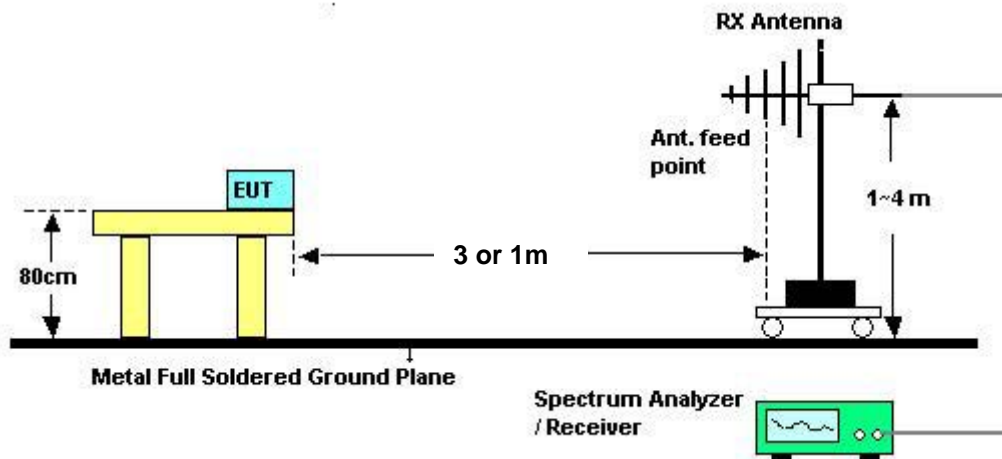 RX Antenna
Ant. feed
point
EUT
1~4 m
3 or 1m
80cm
Metal Full Soldered Ground Plane
Spectrum Analyzer
/ Receiver